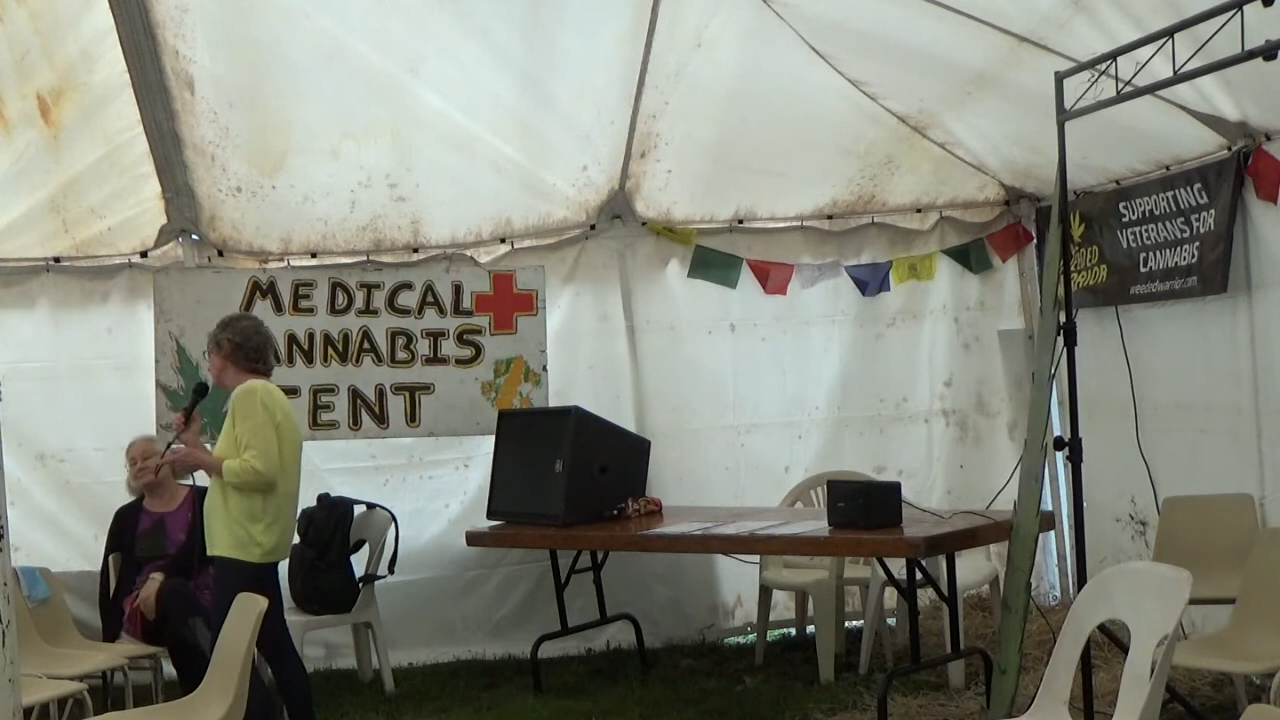 MEDICAL
ANNABIS
TENT
SUPPORTING
VETERANS FOR
CANNABIS
weededwarrior.com